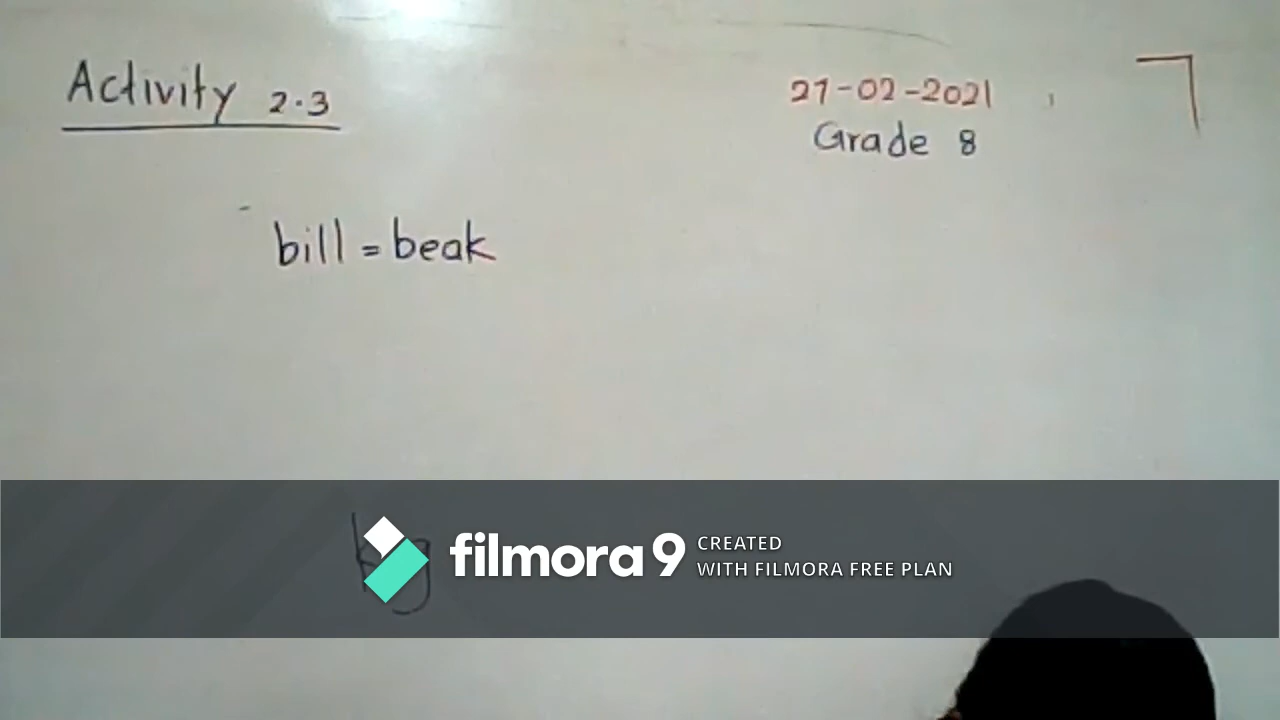 Activity 2.3
27-02-2021
Grade 8
bill = beak
filmora 9 CREATED
WITH FILMORA FREE PLAN